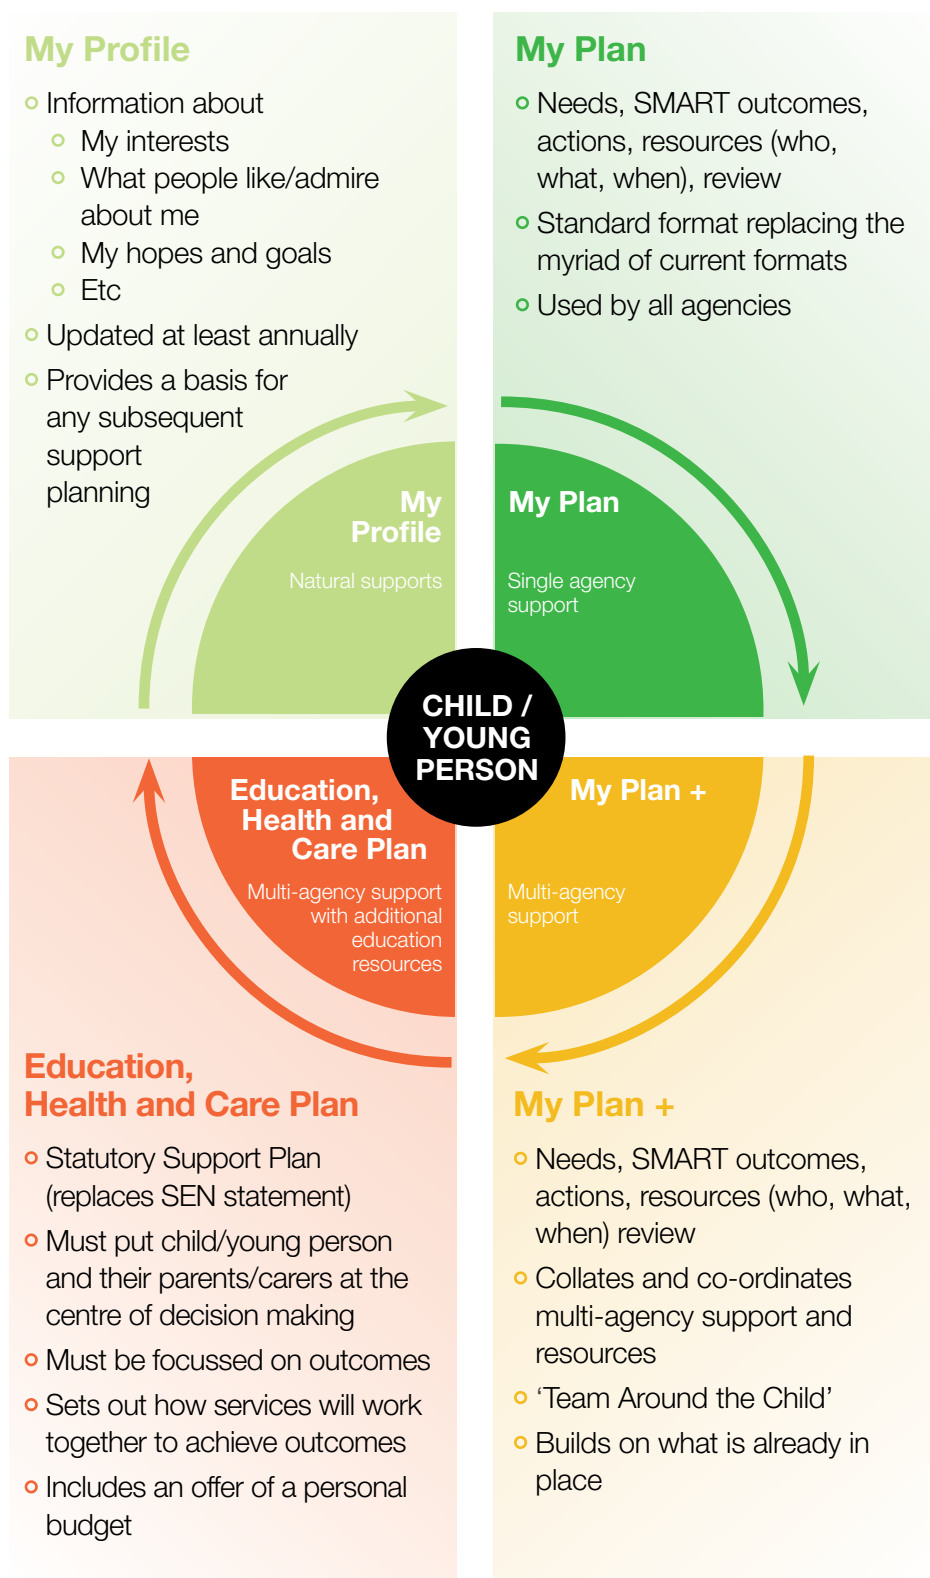 My Profile
Information about
My interests
What people like/admire
about me
My hopes and goals
Etc
Updated at least annually
Provides a basis for
any subsequent
support
planning
My Plan
Needs, SMART outcomes,
actions, resources (who,
what, when), review
Standard format replacing the
myriad of current formats
Used by all agencies
My
Profile
Natural supports
My Plan
Single agency
support
CHILD /
YOUNG
PERSON
Education,
Health and
Care Plan
Multi-agency support
with additional
education
resources
My Plan +
Multi-agency
support
Education,
Health and Care Plan
Statutory Support Plan
(replaces SEN statement)
Must put child/young person
and their parents/carers at the
centre of decision making
Must be focussed on outcomes
Sets out how services will work
together to achieve outcomes
Includes an offer of a personal
budget
My Plan +
Needs, SMART outcomes,
actions, resources (who, what,
when) review
Collates and co-ordinates
multi-agency support and
resources
‘Team Around the Child’
Builds on what is already in
place